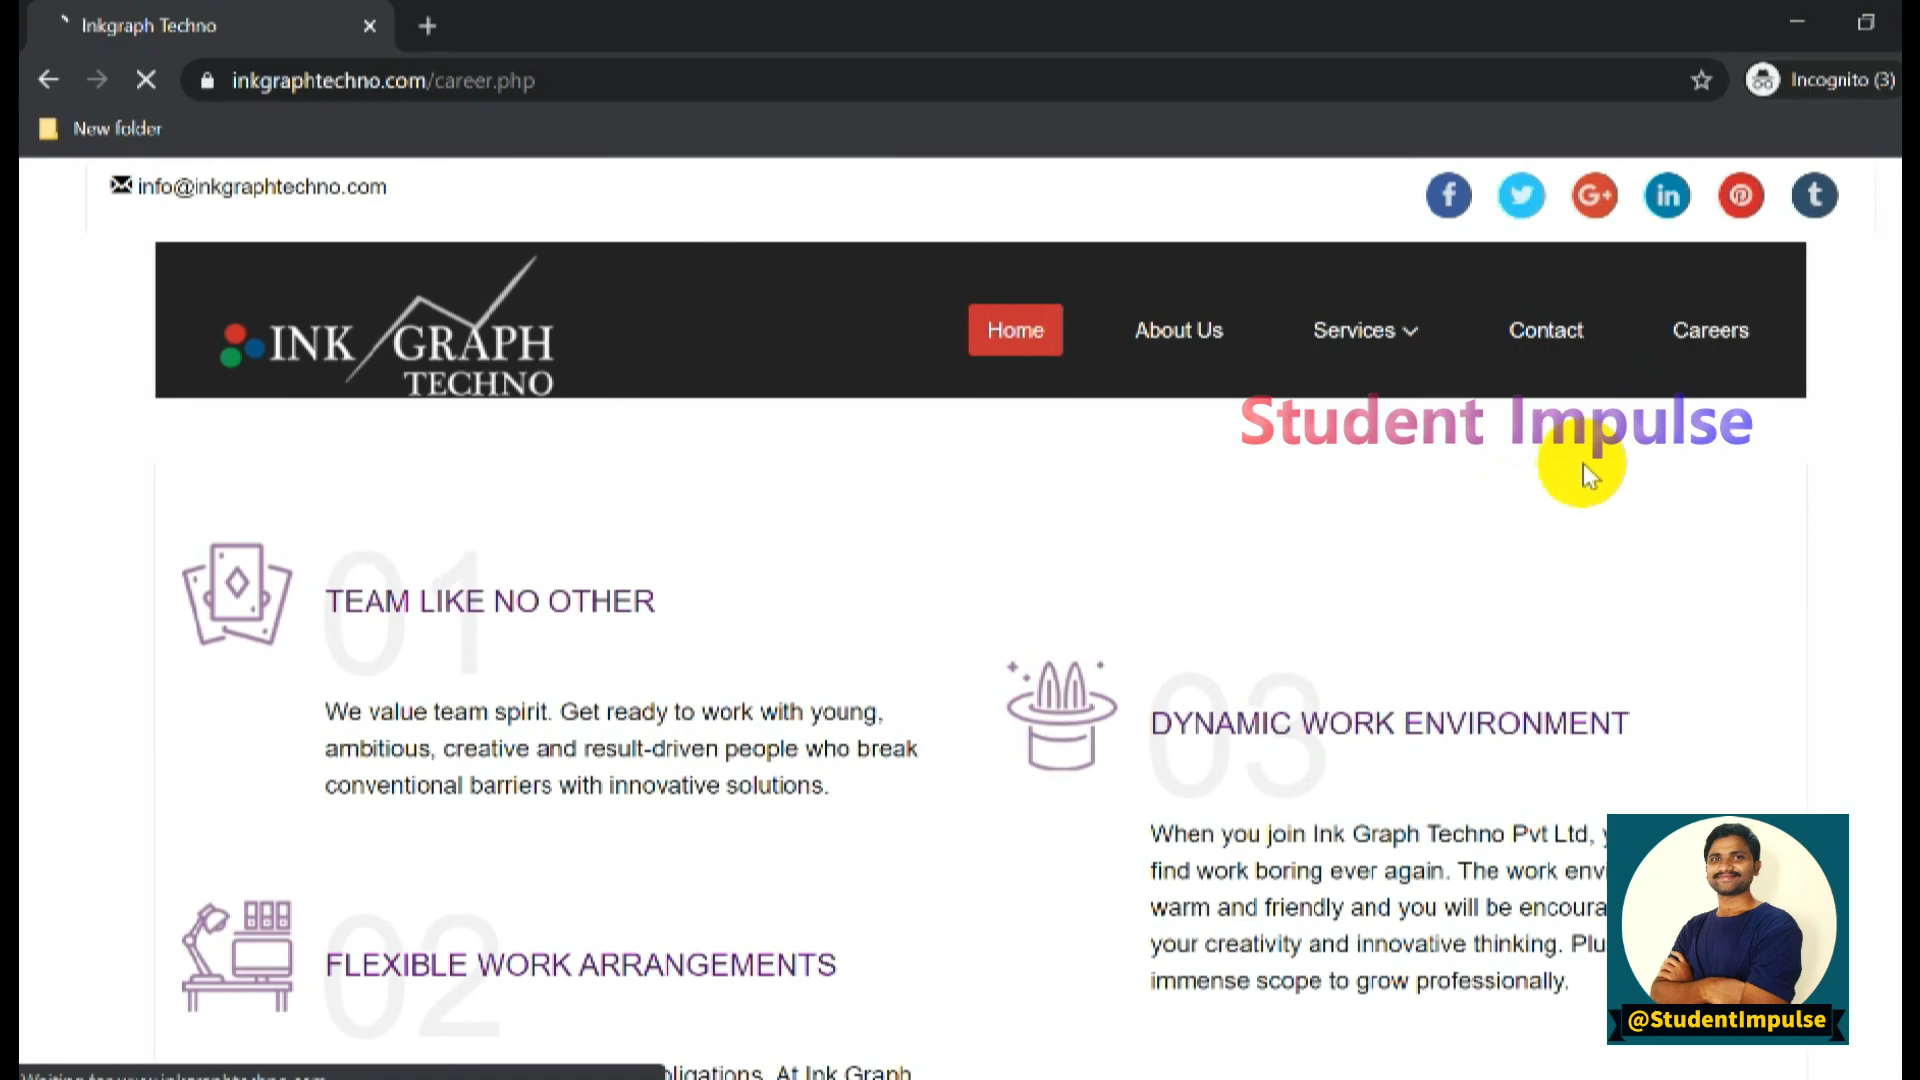 Inkgraph Techno
inkgraphtechno.com/career.php
Incognito (3)
New folder
info@inkgraphtechno.com
INK GRAPH
TECHNO
Home
About Us
Services
Contact
Careers
Student Impulse
01
TEAM LIKE NO OTHER
We value team spirit. Get ready to work with young,
ambitious, creative and result-driven people who break
conventional barriers with innovative solutions.
03
DYNAMIC WORK ENVIRONMENT
When you join Ink Graph Techno Pvt Ltd,
find work boring ever again. The work env
warm and friendly and you will be encoura
your creativity and innovative thinking. Plu
immense scope to grow professionally.
02
FLEXIBLE WORK ARRANGEMENTS
At Ink Graph
@StudentImpulse